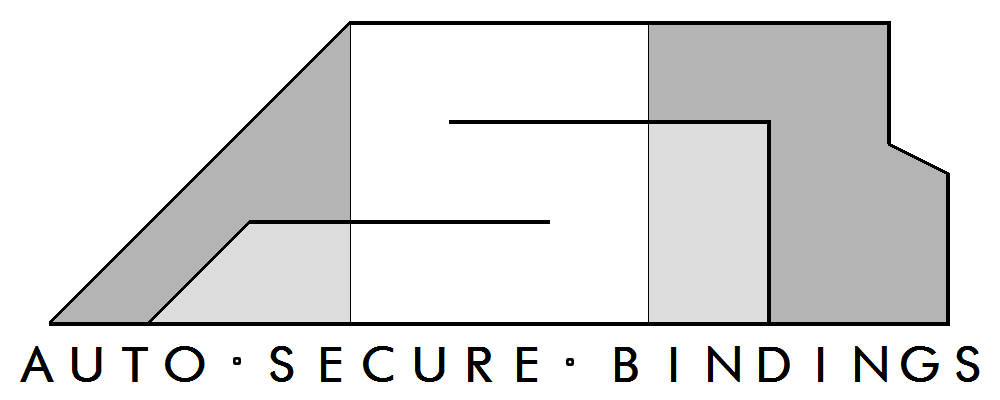 AUTO · SECURE · BINDINGS